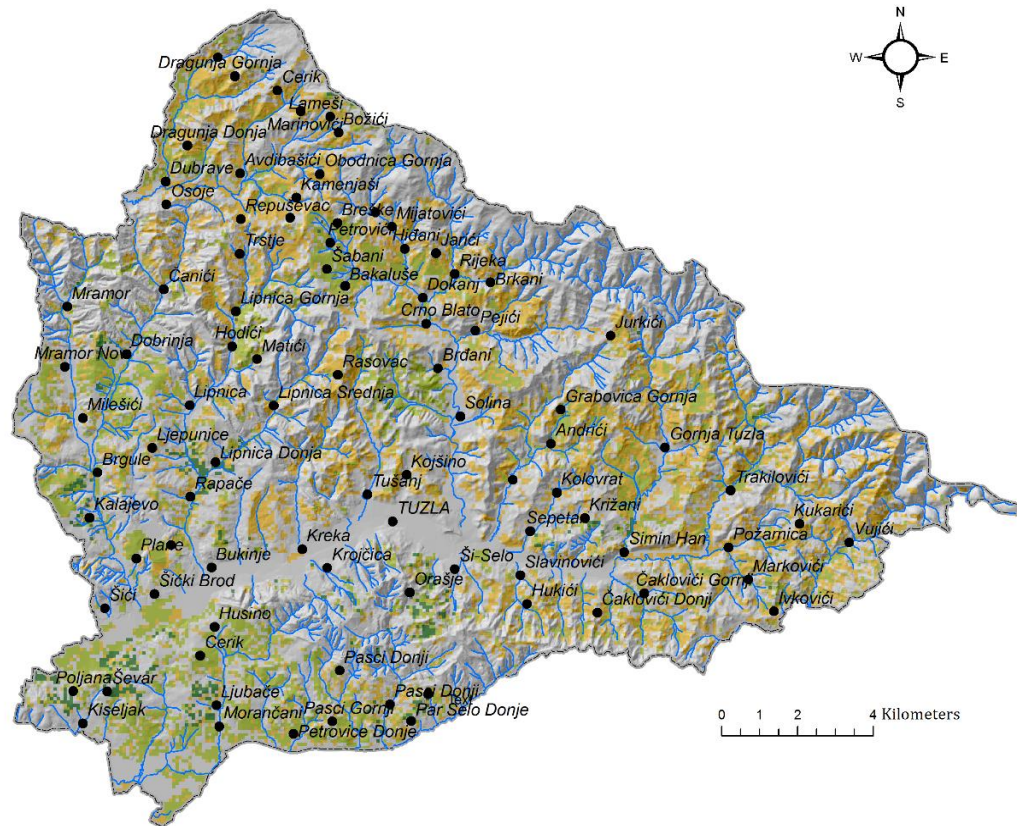 N
W E
S
Dragunja Gornja
Cerik
Lameši
Marinovići
Božići
Dragunja Donja
Avdibašići
Obodnica Gornja
Dubrave
Kamenjaši
Osoje
Repuševac
Breške
Mijatovići
Petrovići
Hiđani
Jarići
Trstje
Šabani
Rijeka
Canići
Bakaluše
Dokanj
Brkani
Mramor
Lipnica Gornja
Crno Blato
Pejići
Hodići
Jurkići
Dobrinja
Matići
Mramor Novi
Rasovac
Brđani
Milešići
Lipnica
Lipnica Srednja
Solina
Grabovica Gornja
Ljepunice
Andrići
Gornja Tuzla
Brgule
Lipnica Donja
Kojšino
Rapače
Tušanj
Kolovrat
Trakilovići
Kalajevo
TUZLA
Križani
Kukarići
Sepetari
Vujići
Kreka
Simin Han
Požarnica
Plane
Bukinje
Krojčica
Ši-Selo
Slavinovići
Šićki Brod
Orašje
Čaklovići Gornji
Markovići
Šići
Hukići
Čaklovići Donji
Ivkovići
Husino
Cerik
Pasci Donji
Poljana
Ševar
Ljubače
Pasci Donji
Kiseljak
Morančani
Pasci Gornji
Par Selo Donje
Petrovice Donje
0 1 2 4 Kilometers